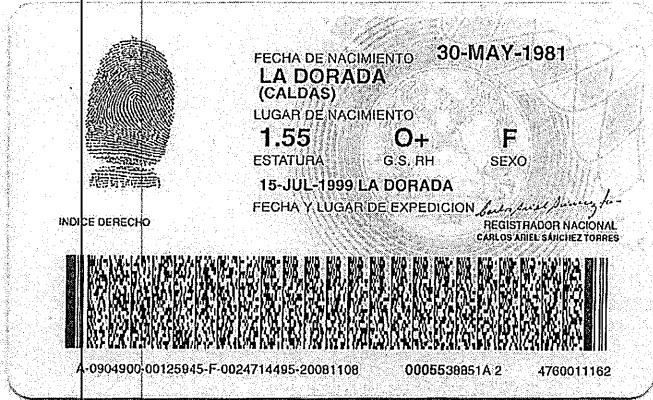 FECHA DE NACIMIENTO 30-MAY-1981
LA DORADA
(CALDAS)
LUGAR DE NACIMIENTO
1.55 O+ F
ESTATURA G.S. RH SEXO
15-JUL-1999 LA DORADA
FECHA Y LUGAR DE EXPEDICION
INDICE DERECHO
REGISTRADOR NACIONAL
CARLOS ARIEL SÁNCHEZ TORRES
A-0904900-00125945-F-0024714495-20081108 0005538851A 2 4760011162